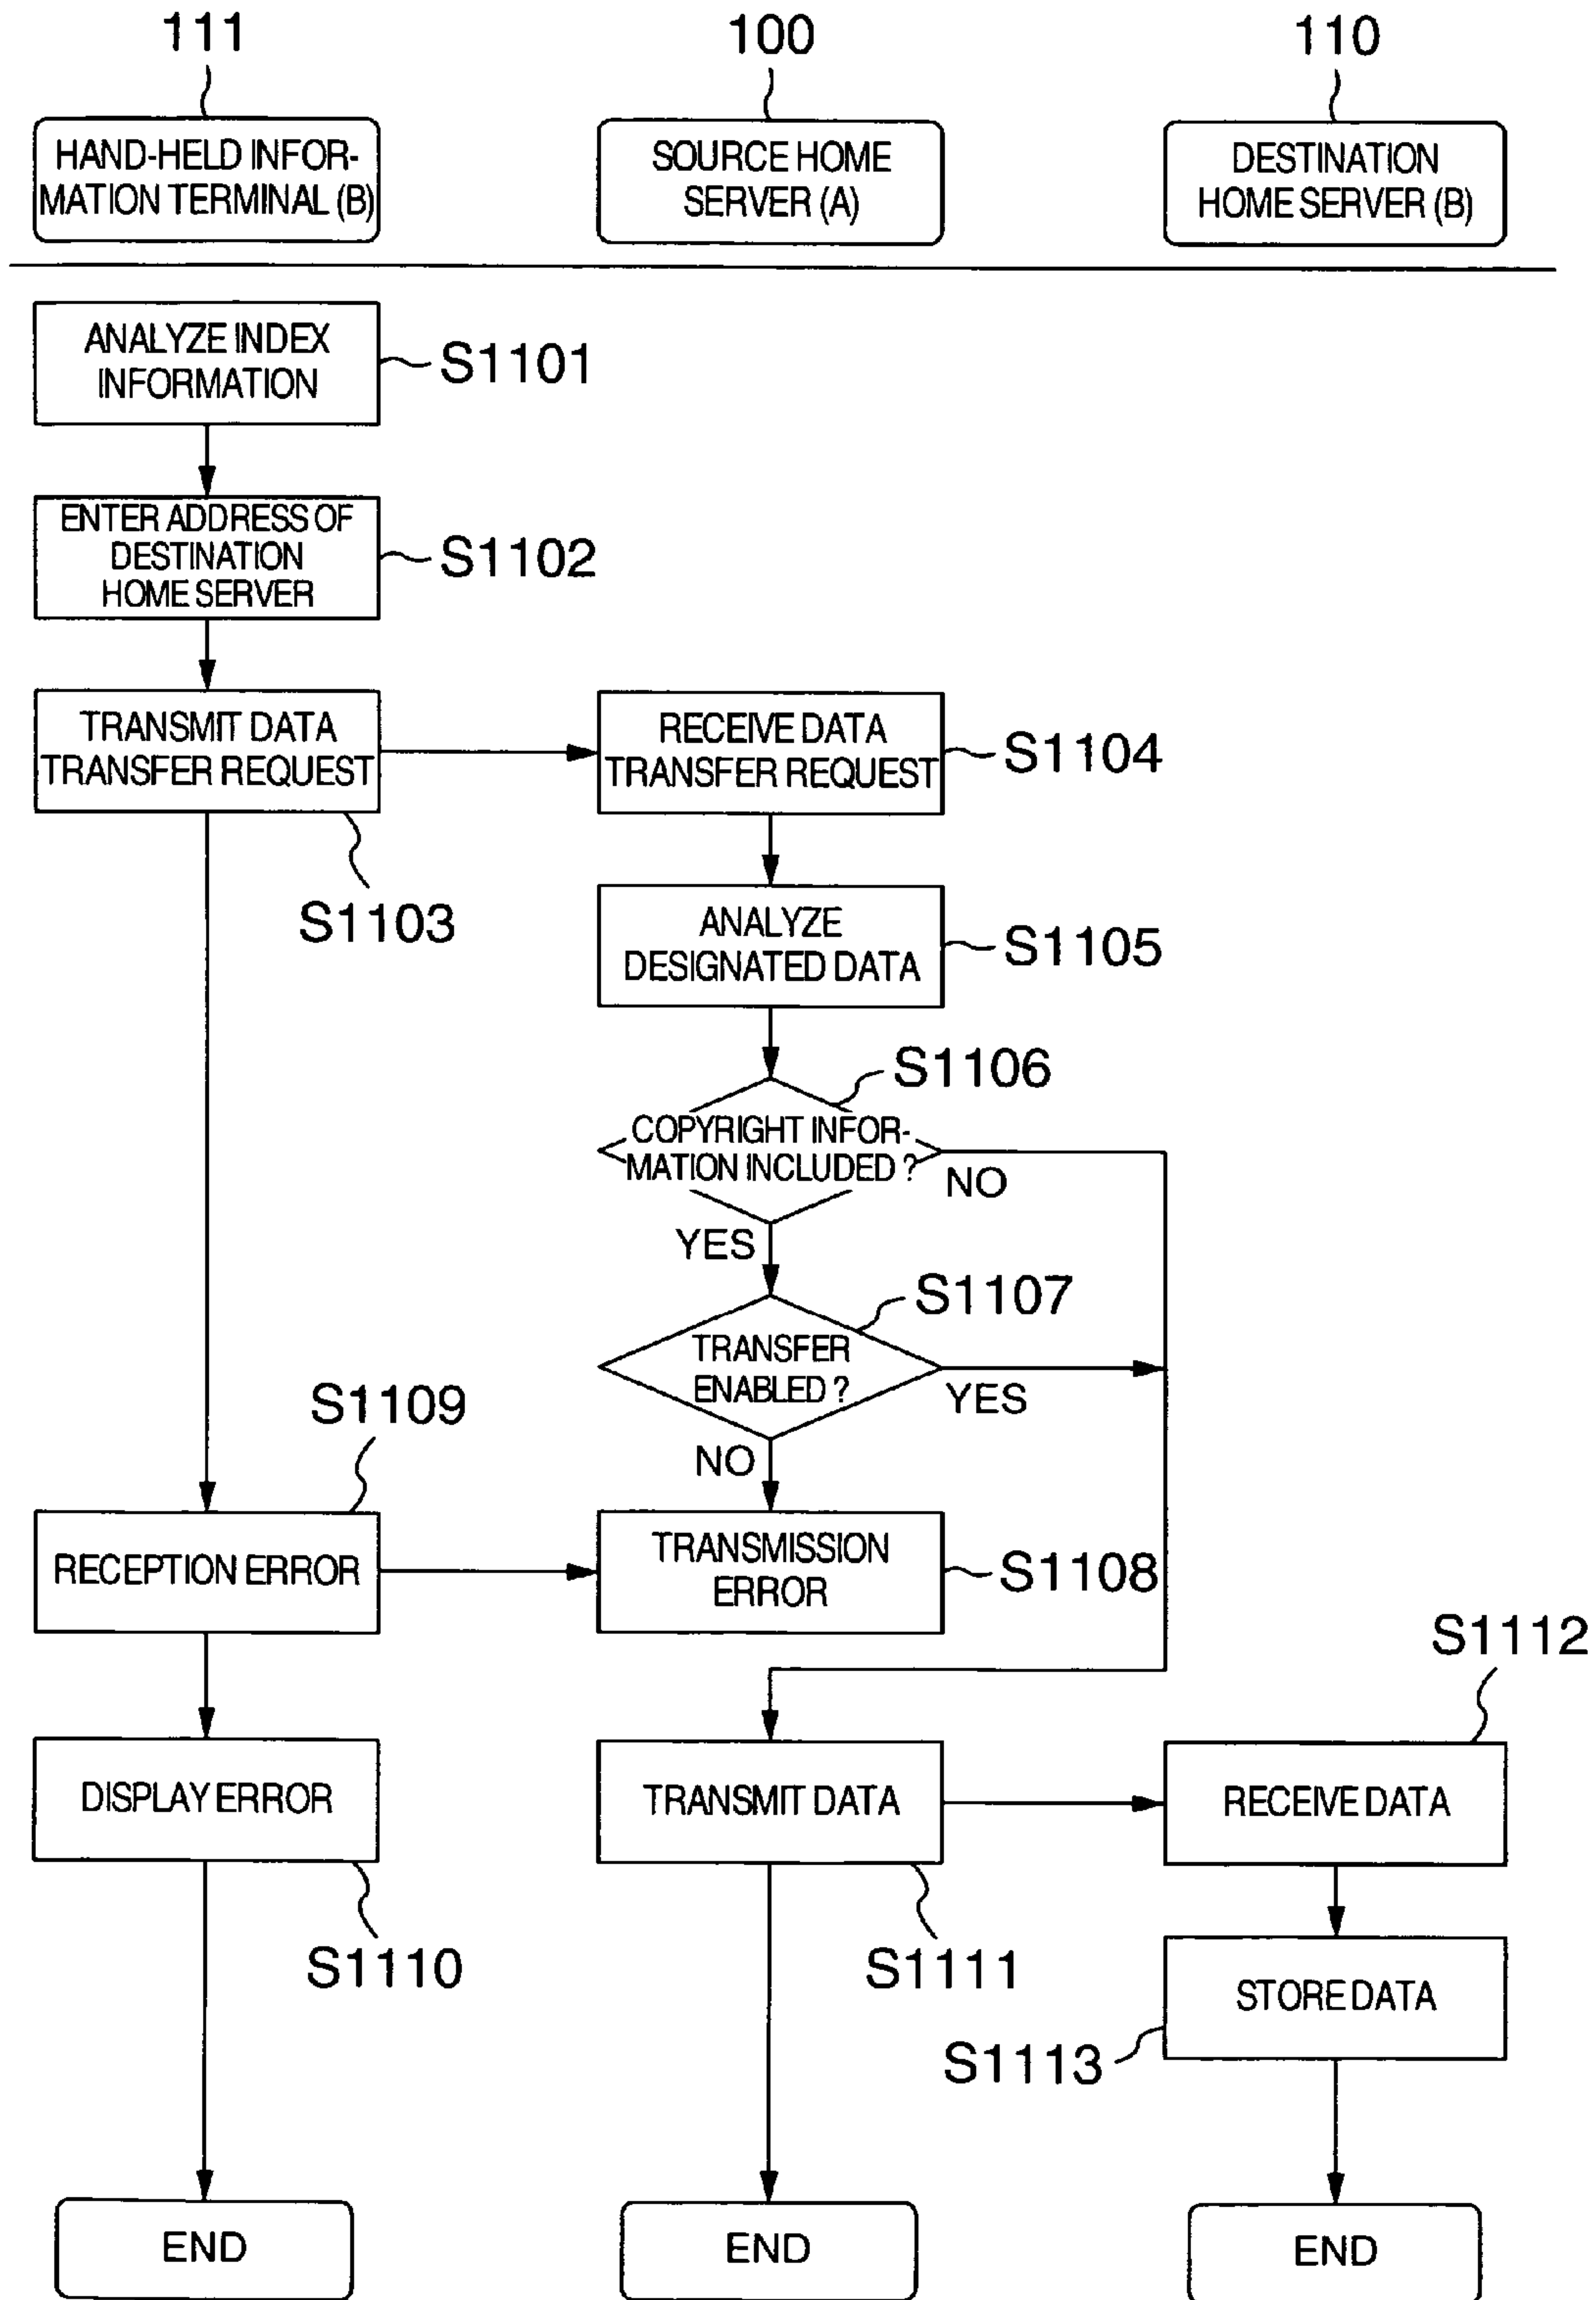 111
100
110
HAND-HELD INFOR-
MATION TERMINAL (B)
SOURCE HOME
SERVER (A)
DESTINATION
HOME SERVER (B)
ANALYZE INDEX
INFORMATION
S1101
ENTER ADDRESS OF
DESTINATION
HOME SERVER
S1102
TRANSMIT DATA
TRANSFER REQUEST
S1103
RECEIVE DATA
TRANSFER REQUEST
S1104
ANALYZE
DESIGNATED DATA
S1105
S1106
COPYRIGHT INFOR-
MATION INCLUDED ?
NO
YES
S1107
TRANSFER
ENABLED ?
YES
NO
S1109
RECEPTION ERROR
TRANSMISSION
ERROR
S1108
S1112
DISPLAY ERROR
S1110
TRANSMIT DATA
S1111
RECEIVE DATA
STORE DATA
S1113
END
END
END